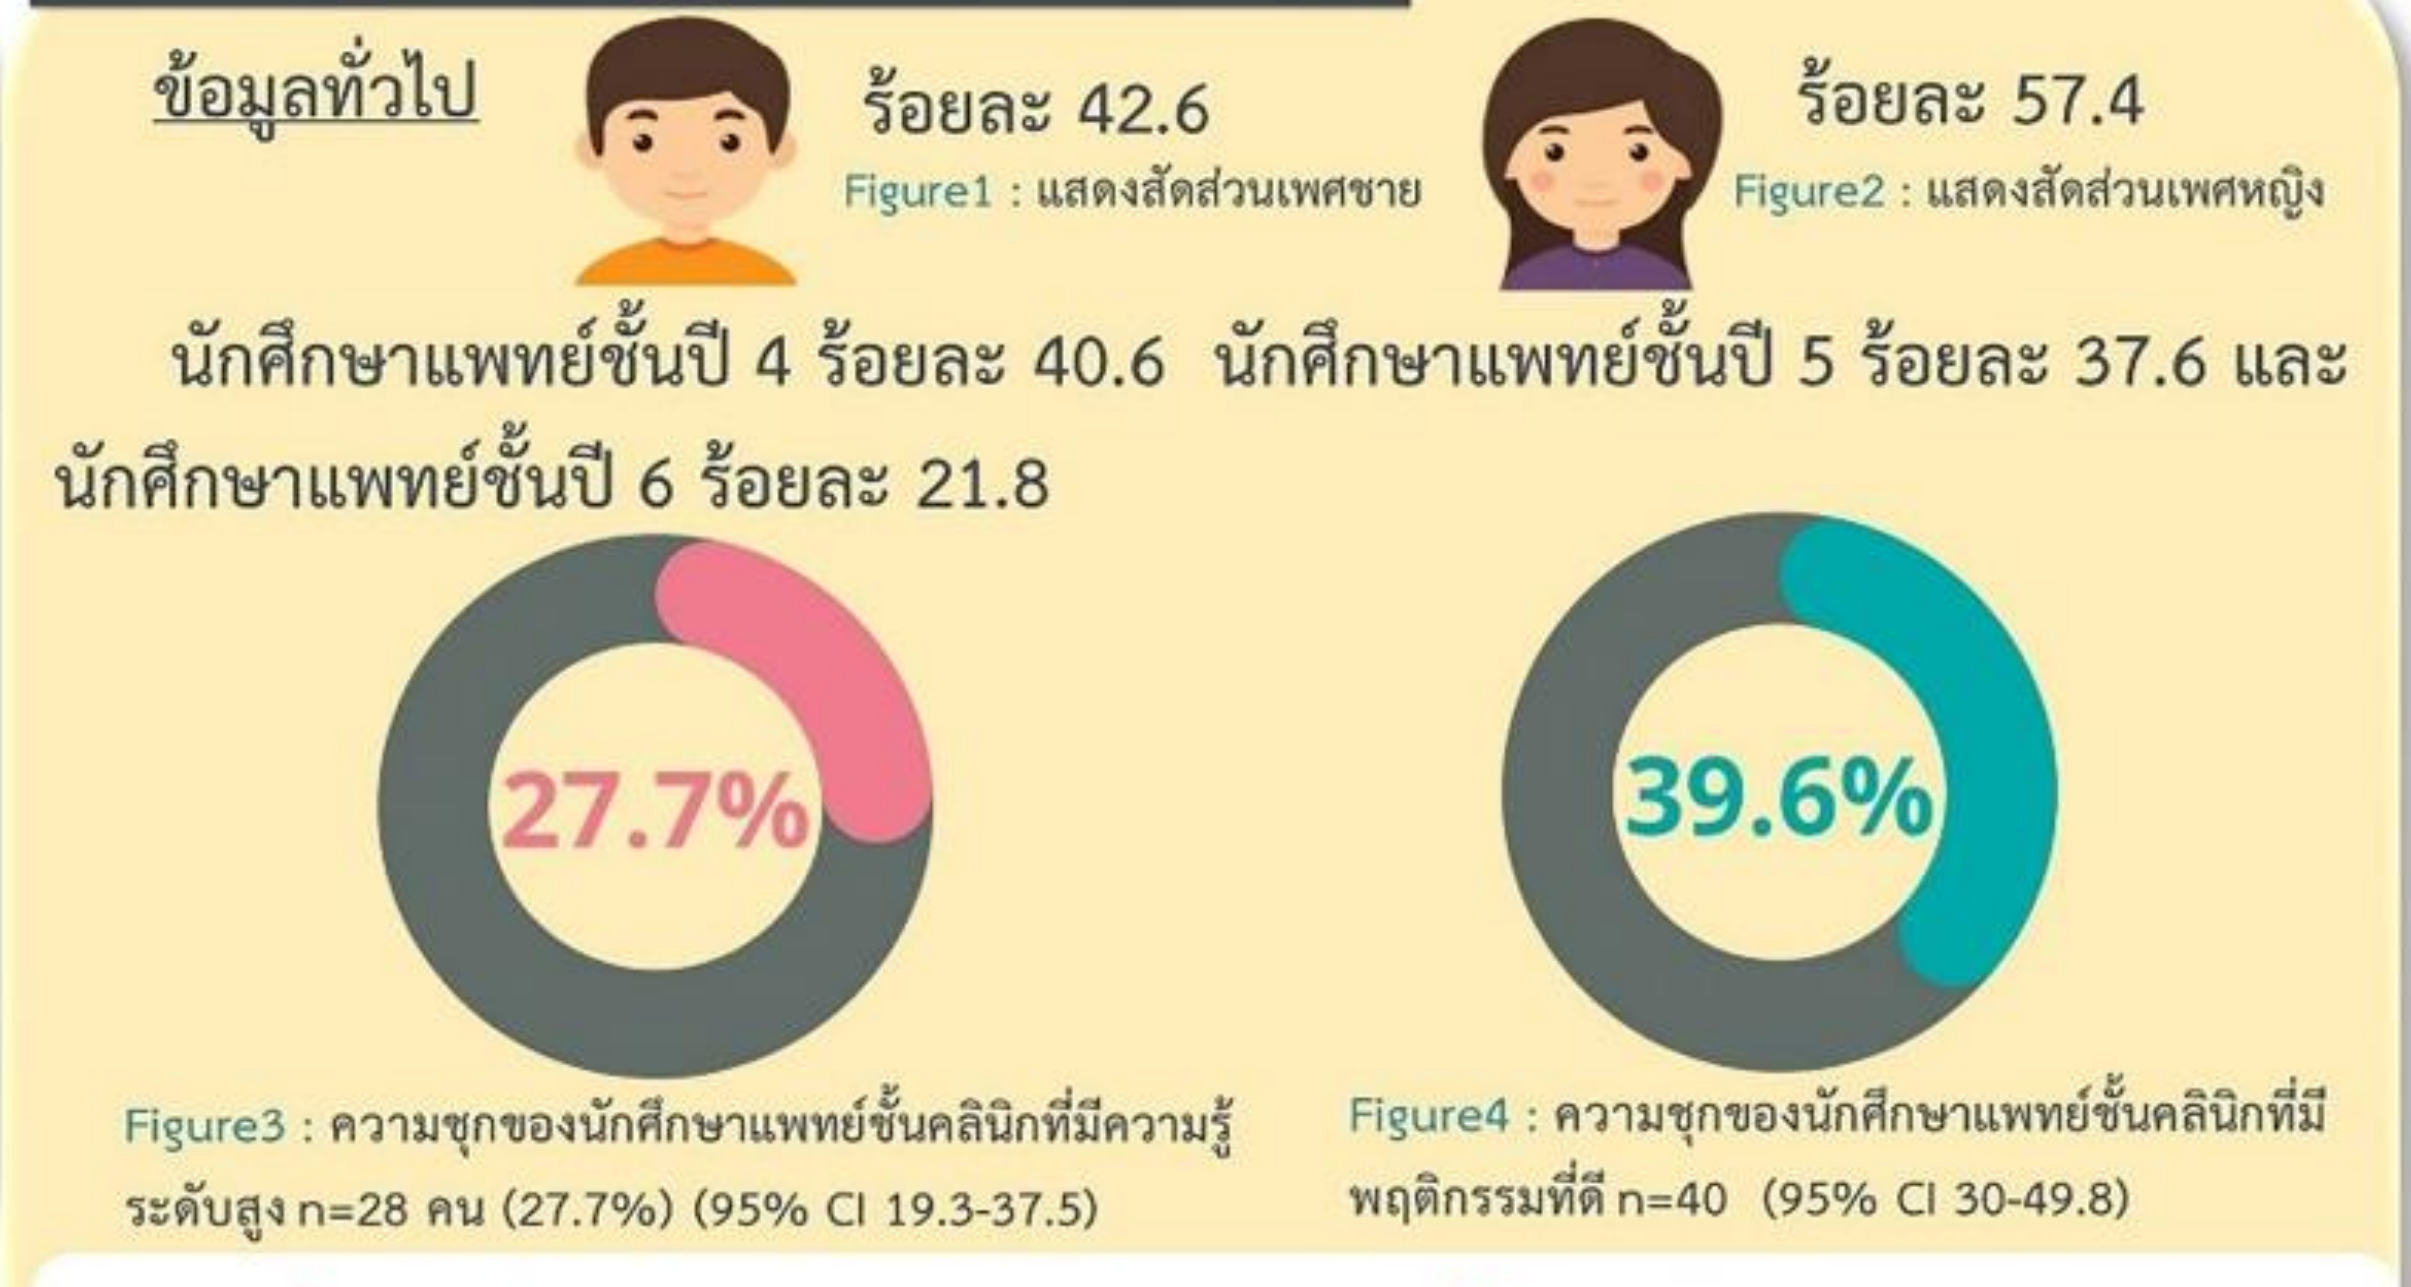 ข้อมูลทั่วไป
ร้อยละ 42.6
Figure1 : แสดงสัดส่วนเพศชาย
ร้อยละ 57.4
Figure2 : แสดงสัดส่วนเพศหญิง
นักศึกษาแพทย์ชั้นปี 4 ร้อยละ 40.6 นักศึกษาแพทย์ชั้นปี 5 ร้อยละ 37.6 และ
นักศึกษาแพทย์ชั้นปี 6 ร้อยละ 21.8
27.7%
39.6%
Figure3 : ความชุกของนักศึกษาแพทย์ชั้นคลินิกที่มีความรู้
ระดับสูง n=28 คน (27.7%) (95% CI 19.3-37.5)
Figure4 : ความชุกของนักศึกษาแพทย์ชั้นคลินิกที่มี
พฤติกรรมที่ดี n=40 (95% CI 30-49.8)